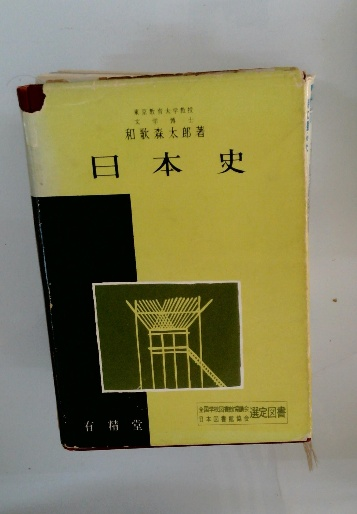 東京教育大学教授
文学博士
和歌森太郎著
日本史
有精堂
全国学校図書館協議会
日本図書館協会
選定図書